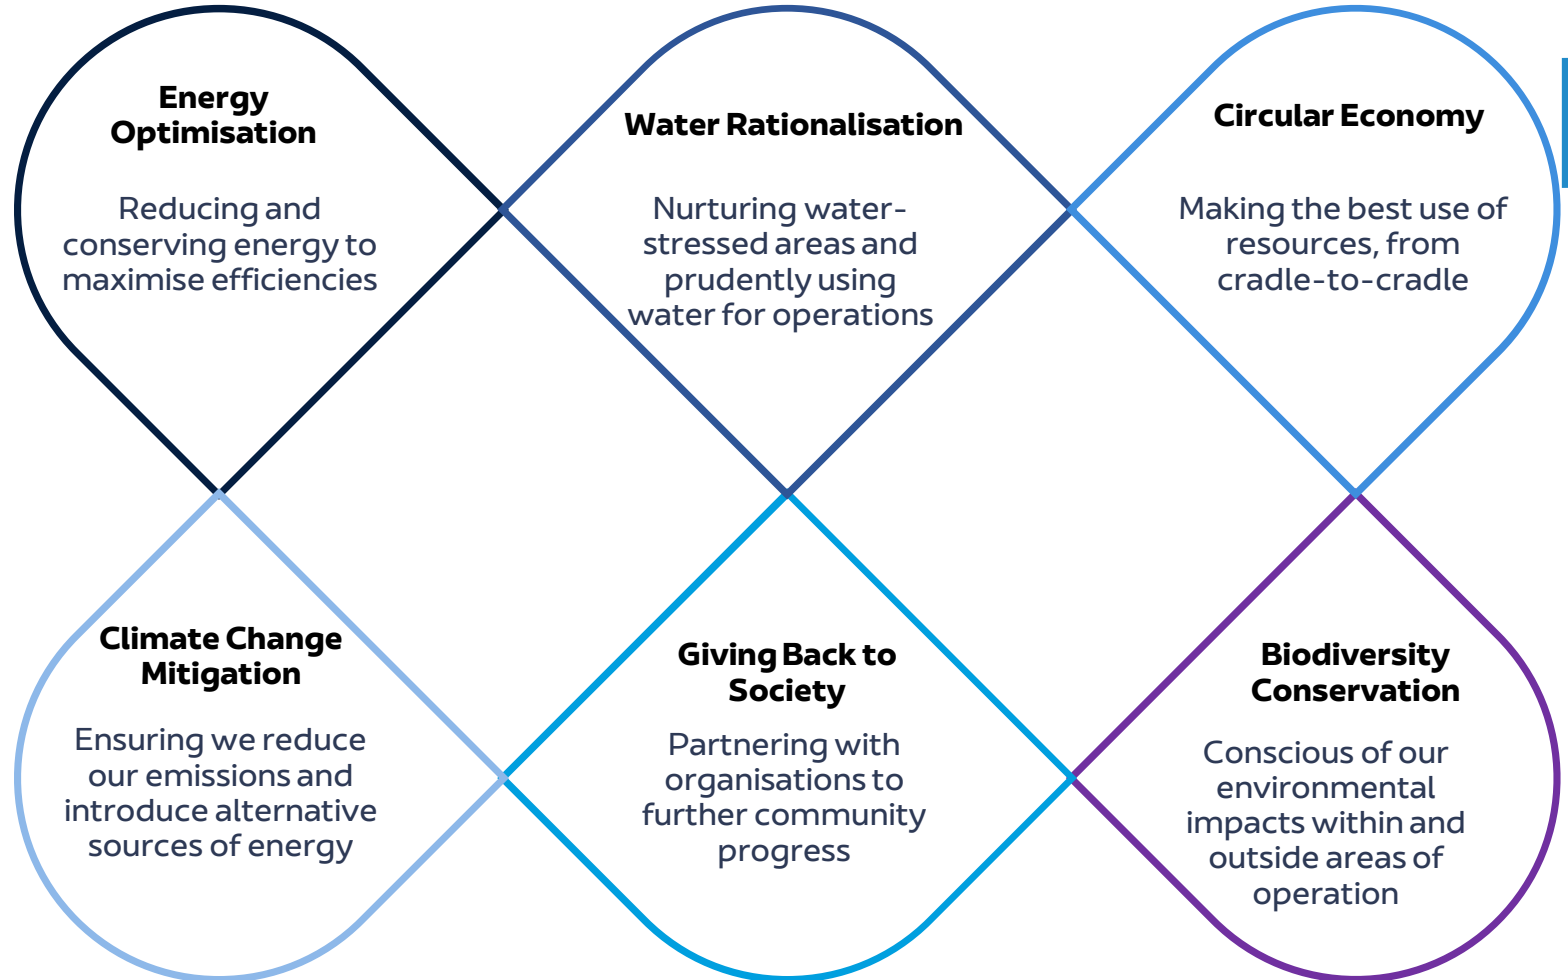 Energy
Optimisation
Reducing and
conserving energy to
maximise efficiencies
Water Rationalisation
Nurturing water-
stressed areas and
prudently using
water for operations
Circular Economy
Making the best use of
resources, from
cradle-to-cradle
Climate Change
Mitigation
Ensuring we reduce
our emissions and
introduce alternative
sources of energy
Giving Back to
Society
Partnering with
organisations to
further community
progress
Biodiversity
Conservation
Conscious of our
environmental
impacts within and
outside areas of
operation